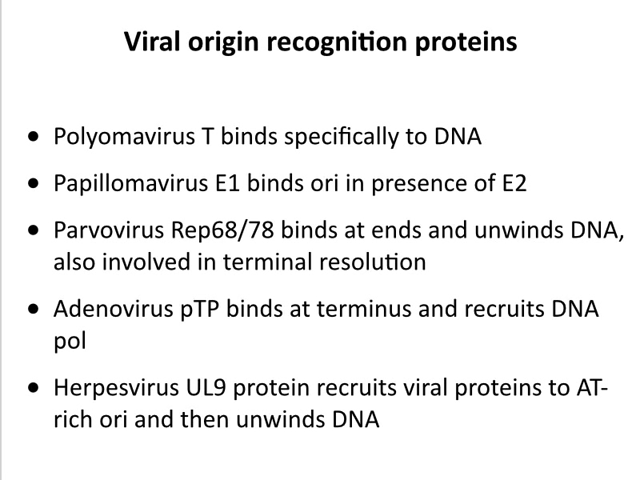 Viral origin recognition proteins
• Polyomavirus T binds specifically to DNA
• Papillomavirus E1 binds ori in presence of E2
• Parvovirus Rep68/78 binds at ends and unwinds DNA,
also involved in terminal resolution
• Adenovirus pTP binds at terminus and recruits DNA
pol
• Herpesvirus UL9 protein recruits viral proteins to AT-
rich ori and then unwinds DNA